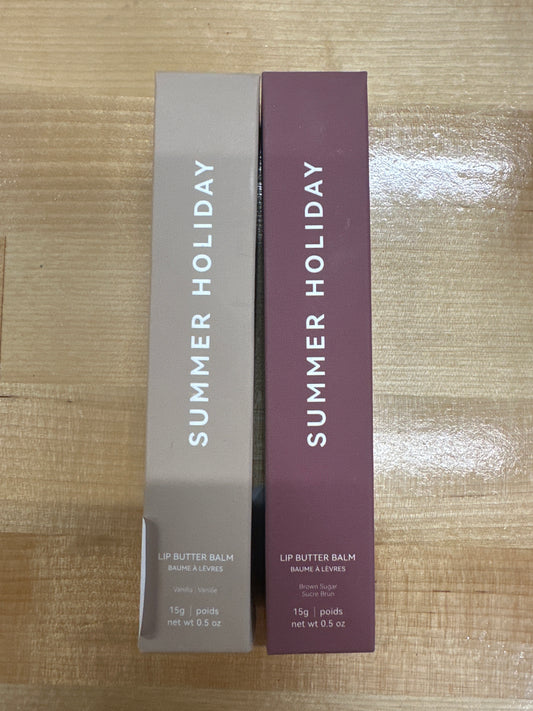 SUMMER HOLIDAY
LIP BUTTER BALM
BAUME À LÈVRES
Vanilla | Vanille
15g | poids
net wt 0.5 oz
SUMMER HOLIDAY
LIP BUTTER BALM
BAUME À LÈVRES
Brown Sugar
Sucre Brun
15g | poids
net wt 0.5 oz